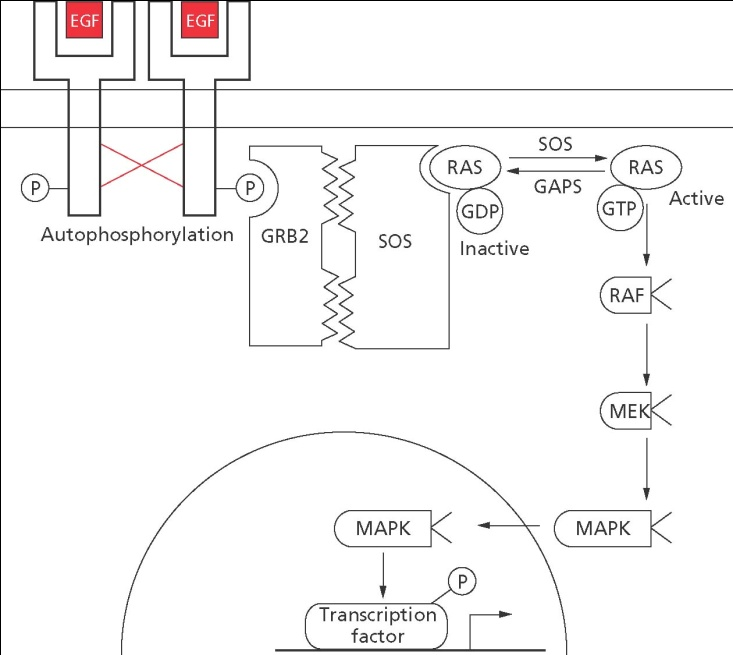 EGF
EGF
SOS
RAS
RAS
GAPS
P
P
GDP
GTP
Active
Autophosphorylation
GRB2
SOS
Inactive
RAF
MEK
MAPK
MAPK
P
Transcription
factor